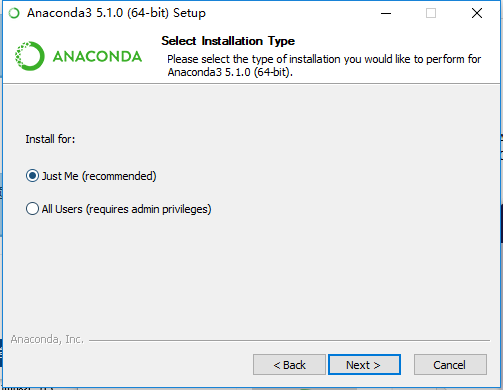 Anaconda3 5.1.0 (64-bit) Setup
ANACONDA
Select Installation Type
Please select the type of installation you would like to perform for
Anaconda3 5.1.0 (64-bit).
Install for:
Just Me (recommended)
All Users (requires admin privileges)
Anaconda, Inc.
< Back
Next >
Cancel